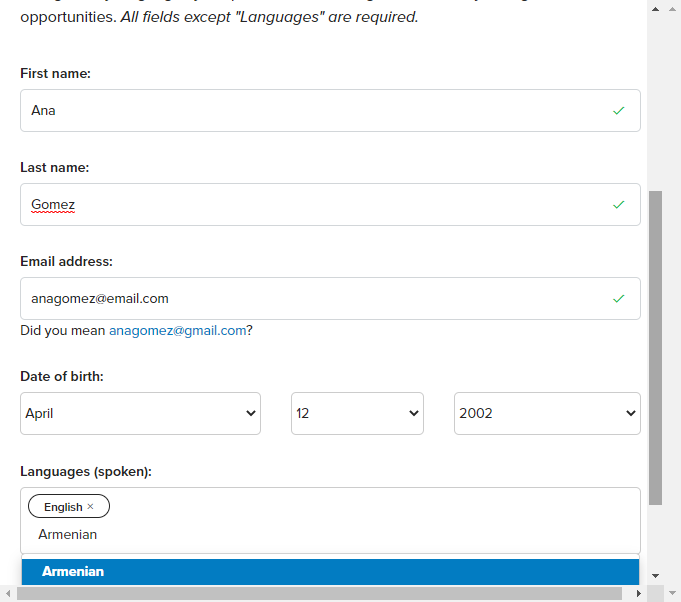 opportunities. All fields except "Languages" are required.
First name:
Ana
Last name:
Gomez
Email address:
anagomez@email.com
Did you mean anagomez@gmail.com?
Date of birth:
April 12 2002
Languages (spoken):
English ×
Armenian
Armenian